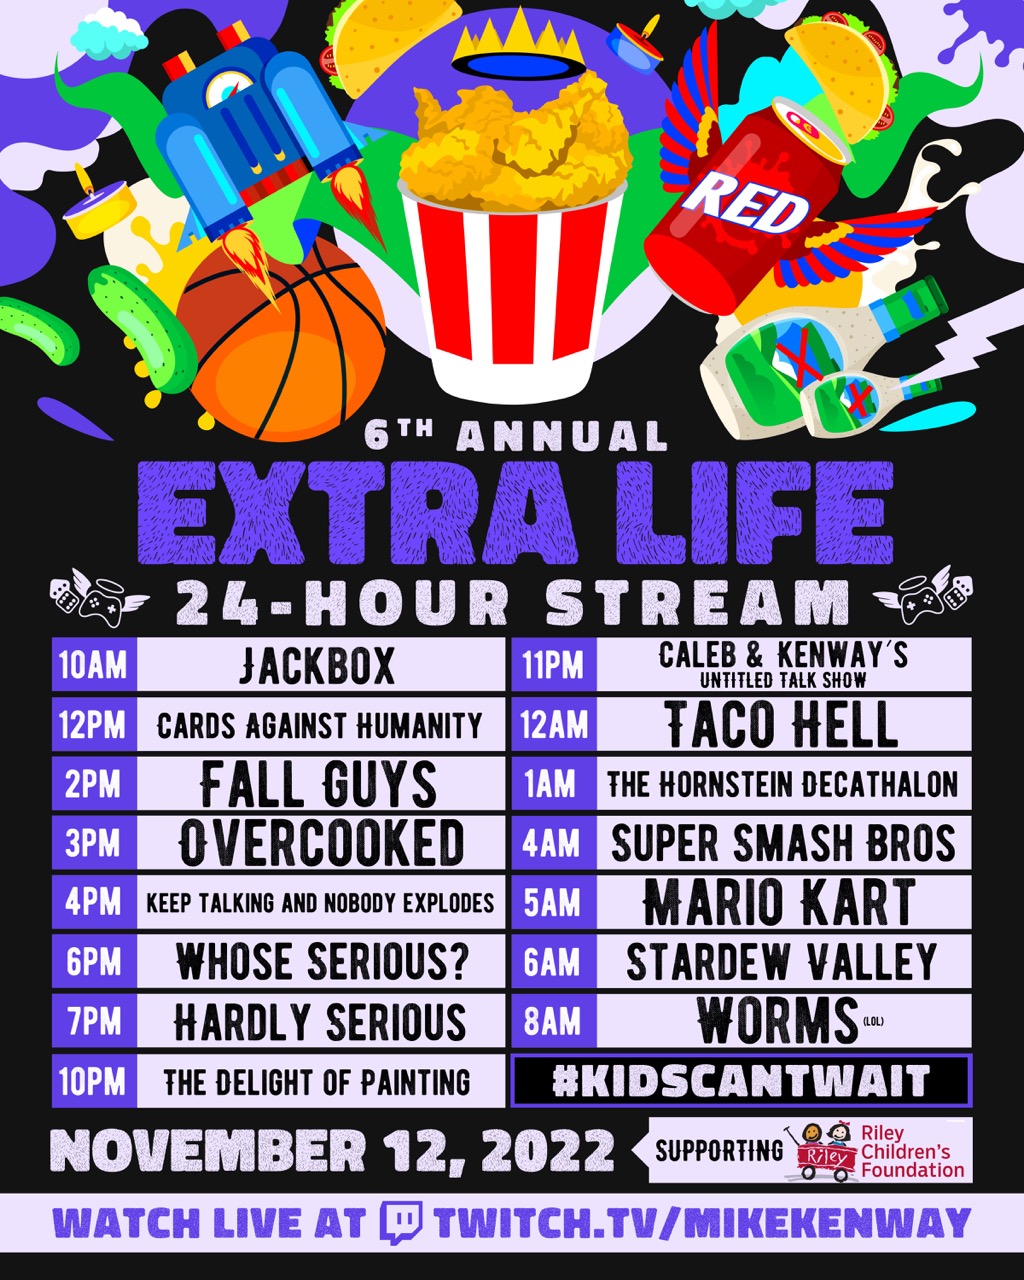 RED
6TH ANNUAL
EXTRA LIFE
24-HOUR STREAM
10AM JACKBOX
12PM CARDS AGAINST HUMANITY
2PM FALL GUYS
3PM OVERCOOKED
4PM KEEP TALKING AND NOBODY EXPLODES
6PM WHOSE SERIOUS?
7PM HARDLY SERIOUS
10PM THE DELIGHT OF PAINTING
11PM CALEB & KENWAY'S
UNTITLED TALK SHOW
12AM TACO HELL
1AM THE HORNSTEIN DECATHALON
4AM SUPER SMASH BROS
5AM MARIO KART
6AM STARDEW VALLEY
8AM WORMS (LOL)
#KIDSCANTWAIT
NOVEMBER 12, 2022
SUPPORTING
Riley
Riley
Children's
Foundation
WATCH LIVE AT TWITCH.TV/MIKEKENWAY